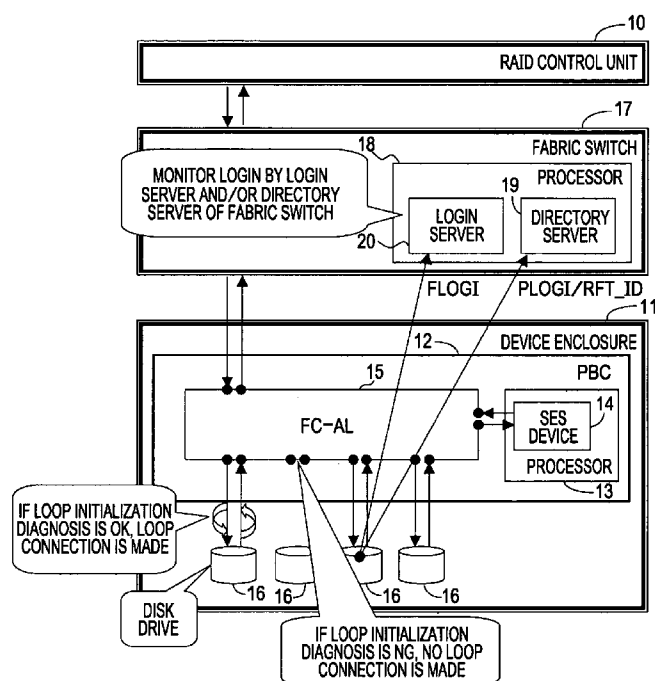 10
RAID CONTROL UNIT
17
FABRIC SWITCH
18
PROCESSOR
MONITOR LOGIN BY LOGIN
SERVER AND/OR DIRECTORY
SERVER OF FABRIC SWITCH
19
LOGIN
SERVER
20
DIRECTORY
SERVER
FLOGI
PLOGI/RFT_ID
11
DEVICE ENCLOSURE
12
PBC
15
FC-AL
14
SES
DEVICE
PROCESSOR
13
IF LOOP INITIALIZATION
DIAGNOSIS IS OK, LOOP
CONNECTION IS MADE
DISK
DRIVE
16
16
16
16
IF LOOP INITIALIZATION
DIAGNOSIS IS NG, NO LOOP
CONNECTION IS MADE